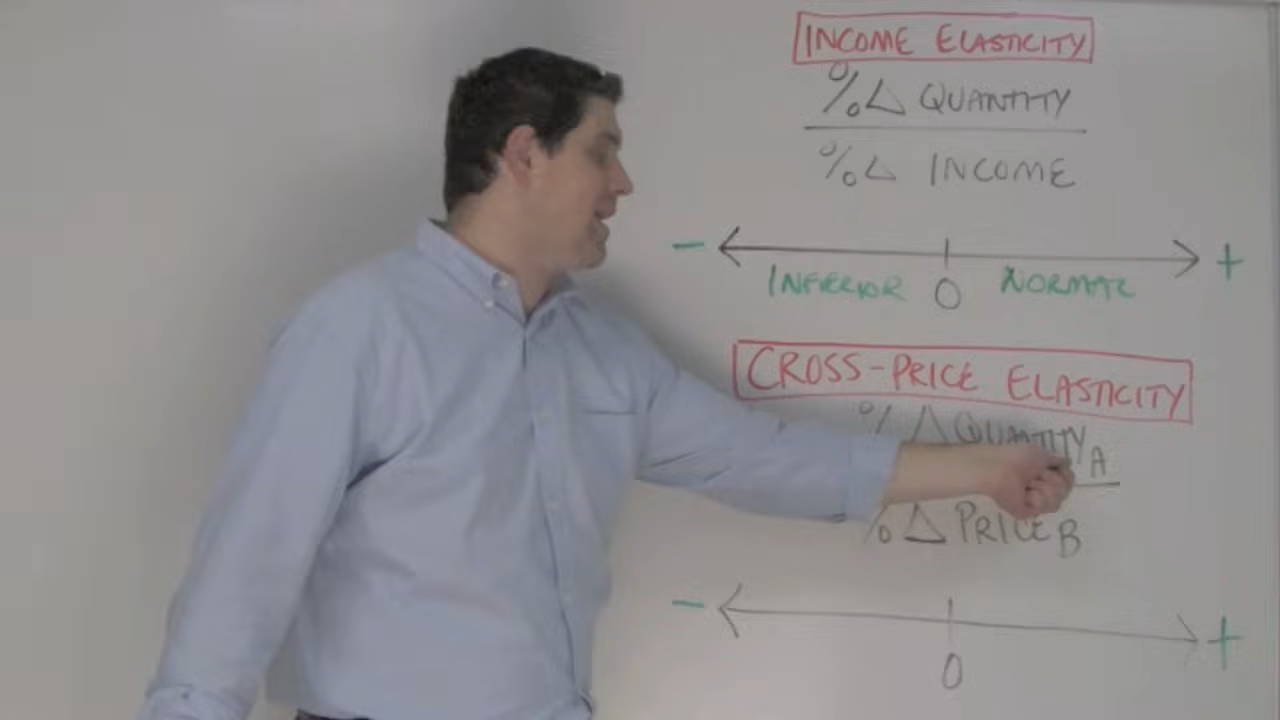 INCOME ELASTICITY
%Δ QUANTITY
%Δ INCOME
− +
INFERIOR 0 NORMAL
CROSS-PRICE ELASTICITY
% Δ QUANTITY A
% Δ PRICE B
− +
0